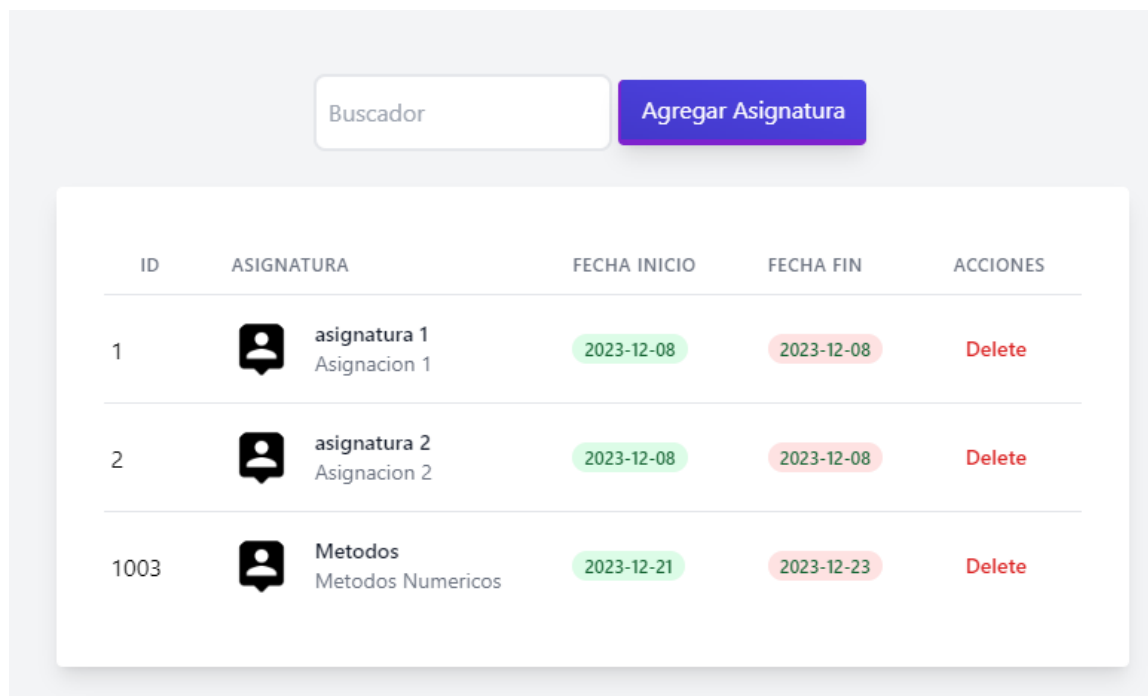 Buscador Agregar Asignatura
ID ASIGNATURA FECHA INICIO FECHA FIN ACCIONES
1 asignatura 1 2023-12-08 2023-12-08 Delete
Asignacion 1
2 asignatura 2 2023-12-08 2023-12-08 Delete
Asignacion 2
1003 Metodos 2023-12-21 2023-12-23 Delete
Metodos Numericos